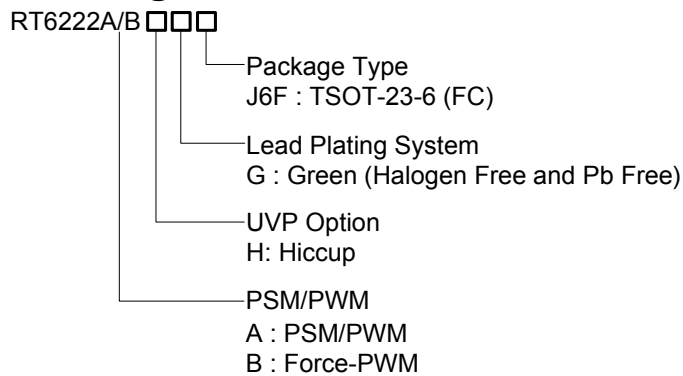 RT6222A/B
Package Type
J6F : TSOT-23-6 (FC)
Lead Plating System
G : Green (Halogen Free and Pb Free)
UVP Option
H: Hiccup
PSM/PWM
A : PSM/PWM
B : Force-PWM